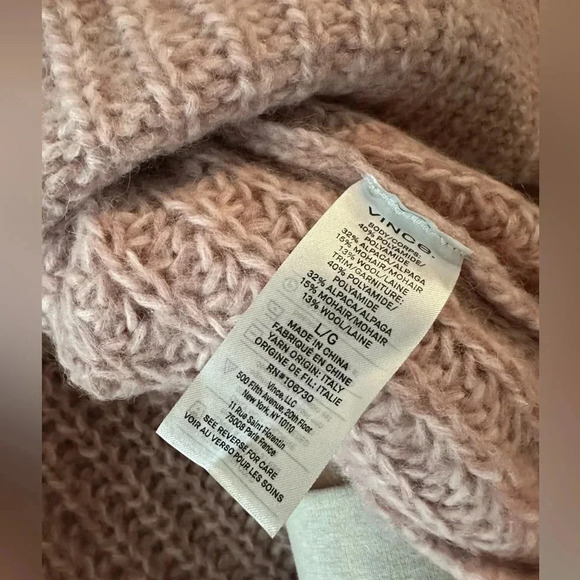 VINCE.
BODY/CORPS:
40% POLYAMIDE/
POLYAMIDE
32% ALPACA/ALPAGA
15% MOHAIR/MOHAIR
13% WOOL/LAINE
TRIM/GARNITURE:
40% POLYAMIDE/
POLYAMIDE
32% ALPACA/ALPAGA
15% MOHAIR/MOHAIR
13% WOOL/LAINE
L/G
MADE IN CHINA
FABRIQUÉ EN CHINE
YARN ORIGIN: ITALY
ORIGINE DE FIL: ITALIE
RN#106730
Vince, LLC
500 Fifth Avenue, 20th Floor,
New York, NY 10110
11 Rue Saint Florentin
75008 Paris France
SEE REVERSE FOR CARE
VOIR AU VERSO POUR LES SOINS